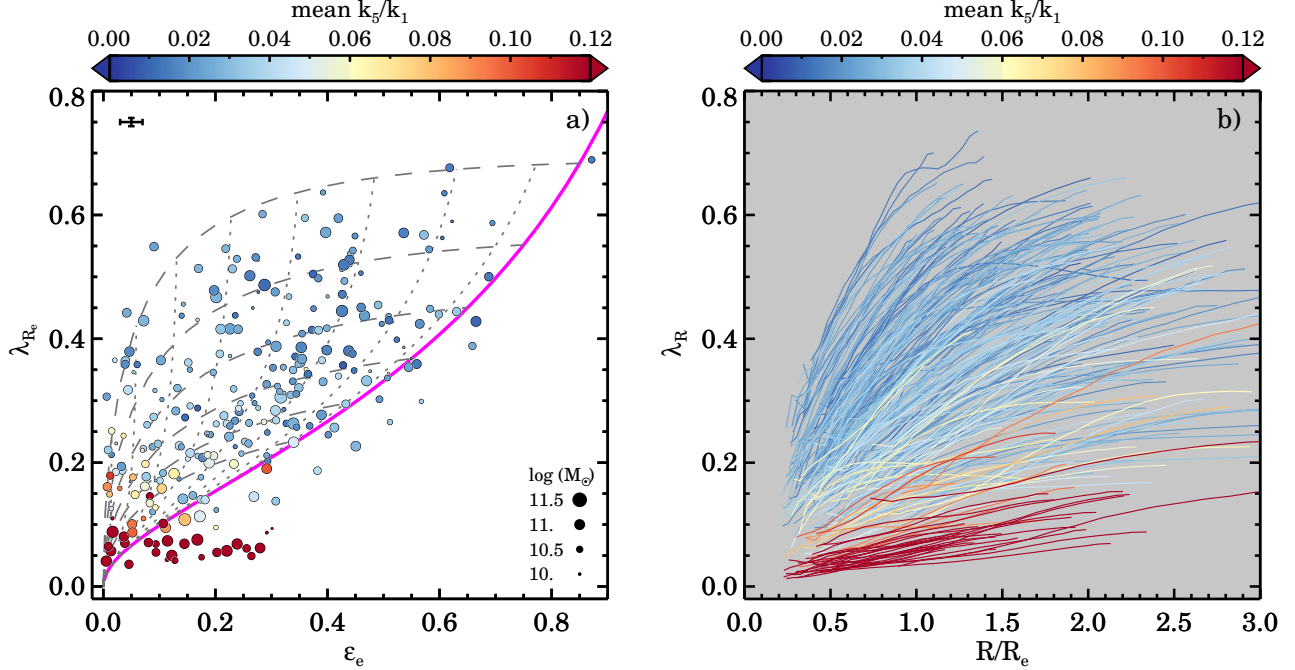 mean k₅/k₁
mean k₅/k₁
0.00 0.02 0.04 0.06 0.08 0.10 0.12
0.00 0.02 0.04 0.06 0.08 0.10 0.12
a)
0.8
0.6
0.4
0.2
0.0
λ_Rₑ
log (M☉)
11.5
11.
10.5
10.
0.0 0.2 0.4 0.6 0.8
εₑ
b)
0.8
0.6
0.4
0.2
0.0
λ_R
0.0 0.5 1.0 1.5 2.0 2.5 3.0
R/Rₑ